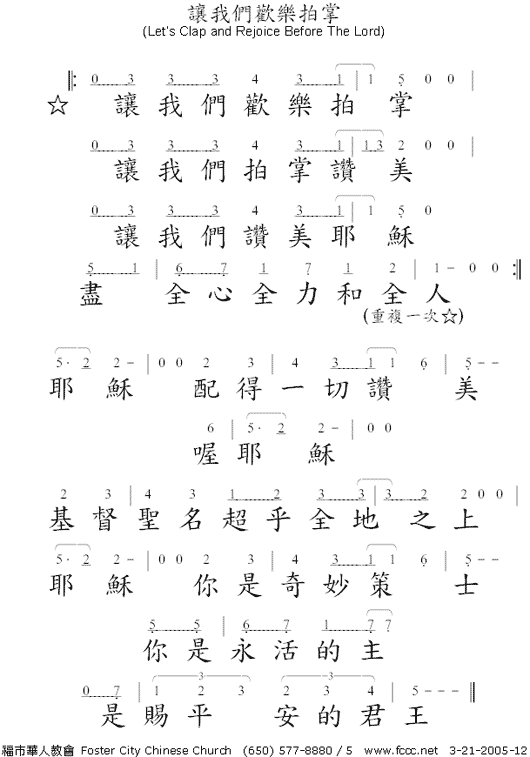 讓我們歡樂拍掌
(Let's Clap and Rejoice Before The Lord)
‖: 0 3 3 3 4 3 1 | 1 5 0 0 |
☆ 讓我們歡樂拍掌
0 3 3 3 4 3 1 | 1 3 2 0 0 |
讓我們拍掌讚美
0 3 3 3 4 3 1 | 1 5 0
讓我們讚美耶穌
5 1 | 6 7 1 7 1 2 | 1 - 0 0 :‖
盡 全心全力和全人
(重複一次☆)
5· 2 2 - | 0 0 2 3 | 4 3 1 1 6 | 5 - -
耶穌 配得一切讚美
6 | 5· 2 2 - | 0 0
喔耶穌
2 3 | 4 3 1 2 3 3 | 3 2 2 0 0 |
基督聖名超乎全地之上
5· 2 2 - | 0 0 2 3 | 4 3 1 1 6 | 5 - -
耶穌 你是奇妙策士
5 5 | 6 7 1 7 7
你是永活的主
0 7 | 1 2 3 2 3 4 | 5 - - - ‖
是賜平 安的君王
福市華人教會 Foster City Chinese Church (650) 577-8880 / 5 www.fccc.net 3-21-2005-12